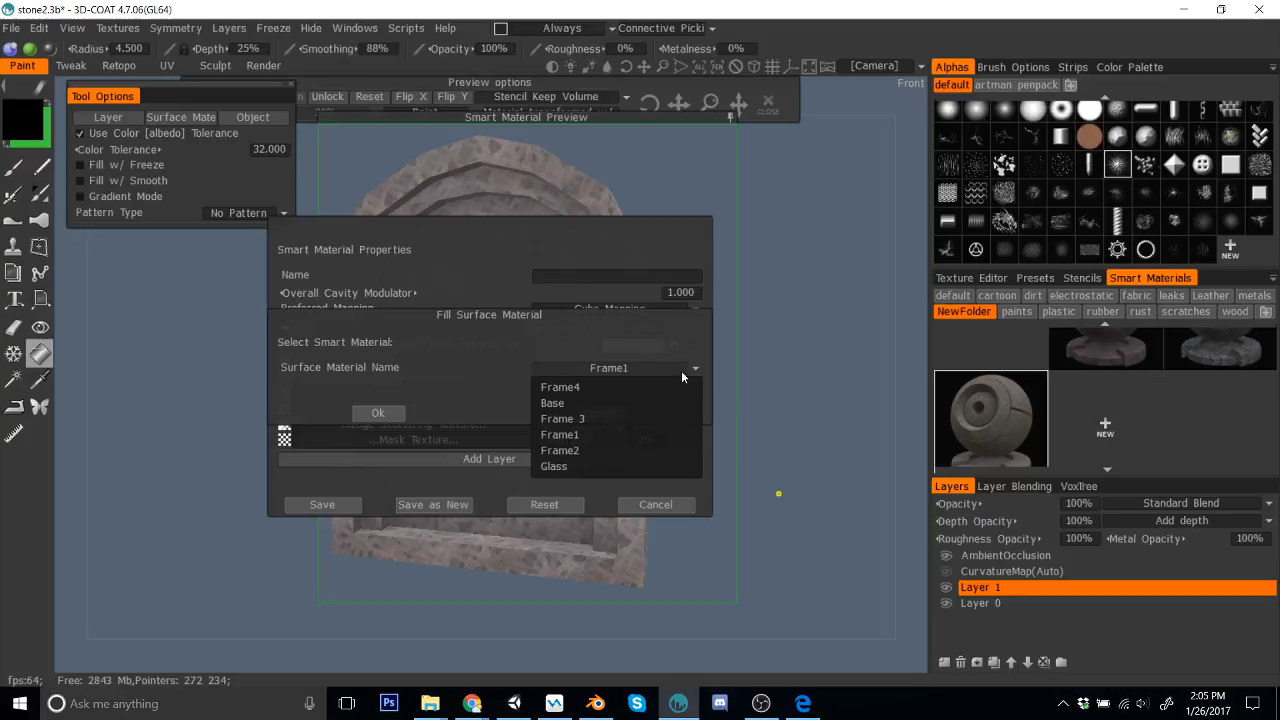 stone2.3b* - 3D-COAT 4.7.06(GL64)
File Edit View Textures Symmetry Layers Freeze Hide Windows Scripts Help Always Connective Picki
Radius 4.500 Depth 25% Smoothing 88% Opacity 100% Roughness 0% Metalness 0%
Paint Tweak Retopo UV Sculpt Render [Camera]
Alphas Brush Options Strips Color Palette
default artman penpack
Preview options
Front
Unlock Reset Flip X Flip Y Stencil Keep Volume
CLOSE
Smart Material Preview
Tool Options
Layer Surface Mate Object
Use Color [albedo] Tolerance
Color Tolerance 32.000
Fill w/ Freeze
Fill w/ Smooth
Gradient Mode
Pattern Type No Pattern
NEW
Smart Material Properties
Name
Overall Cavity Modulator 1.000
Preferred Mapping Cube Mapping
Fill Surface Material
Select Smart Material:
Surface Material Name Frame1
Frame4
Base
Frame 3
Frame1
Frame2
Glass
Ok
...Mask Texture...
Add Layer
Save Save as New Reset Cancel
Texture Editor Presets Stencils Smart Materials
default cartoon dirt electrostatic fabric leaks Leather metals
NewFolder paints plastic rubber rust scratches wood
NEW
Layers Layer Blending VoxTree
Opacity 100% Standard Blend
Depth Opacity 100% Add depth
Roughness Opacity 100% Metal Opacity 100%
AmbientOcclusion
CurvatureMap(Auto)
Layer 1
Layer 0
fps:64; Free: 2843 Mb,Pointers: 272 234;
Ask me anything
2:05 PM
1/26/2017